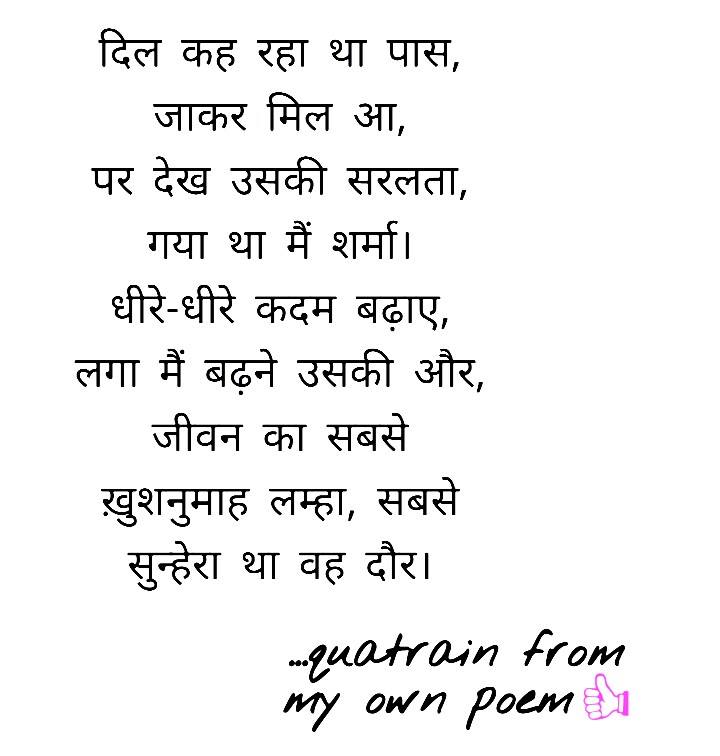 दिल कह रहा था पास,
जाकर मिल आ,
पर देख उसकी सरलता,
गया था मैं शर्मा।
धीरे-धीरे कदम बढ़ाए,
लगा मैं बढ़ने उसकी और,
जीवन का सबसे
ख़ुशनुमाह लम्हा, सबसे
सुन्हेरा था वह दौर।
...quatrain from
my own poem